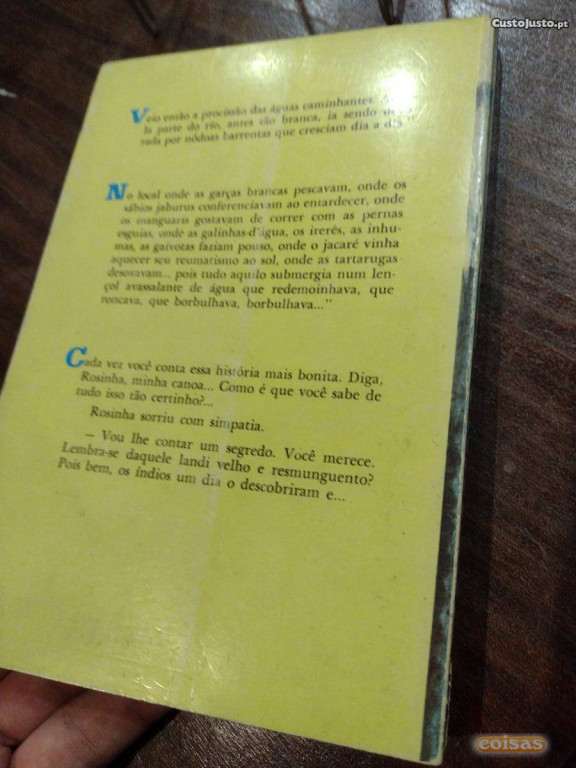 CustoJusto.pt
Veio então a procissão das águas caminhantes.
la parte do rio, antes tão branca, ia sendo
rada por nódoas barrentas que cresciam dia a dia
No local onde as garças brancas pescavam, onde os
sábios jaburus conferenciavam ao entardecer, onde
os manguaris gostavam de correr com as pernas
esguias, onde as galinhas-d'água, os irerês, as inhu-
mas, as gaivotas faziam pouso, onde o jacaré vinha
aquecer seu reumatismo ao sol, onde as tartarugas
desovavam... pois tudo aquilo submergia num len-
çol avassalante de água que redemoinhava, que
roncava, que borbulhava, borbulhava..."
Cada vez você conta essa história mais bonita. Diga,
Rosinha, minha canoa... Como é que você sabe de
tudo isso tão certinho?...
Rosinha sorriu com simpatia.
— Vou lhe contar um segredo. Você merece.
Lembra-se daquele landi velho e resmunguento?
Pois bem, os índios um dia o descobriram e...
coisas